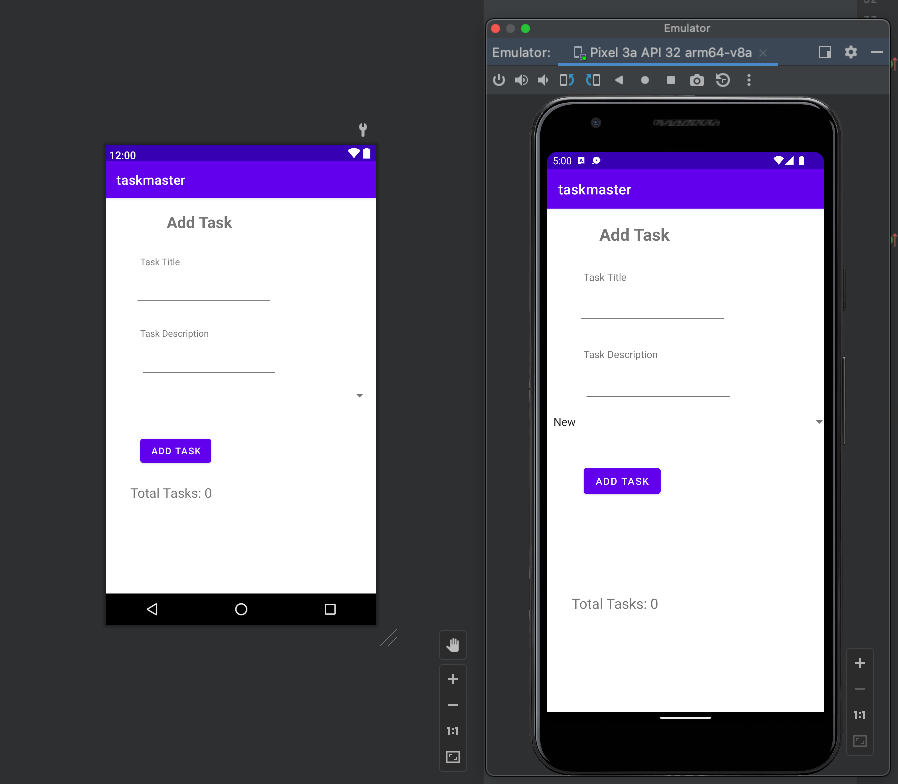 12:00
taskmaster
Add Task
Task Title
Task Description
ADD TASK
Total Tasks: 0
1:1
Emulator
Emulator: Pixel 3a API 32 arm64-v8a
5:00
taskmaster
Add Task
Task Title
Task Description
New
ADD TASK
Total Tasks: 0
1:1